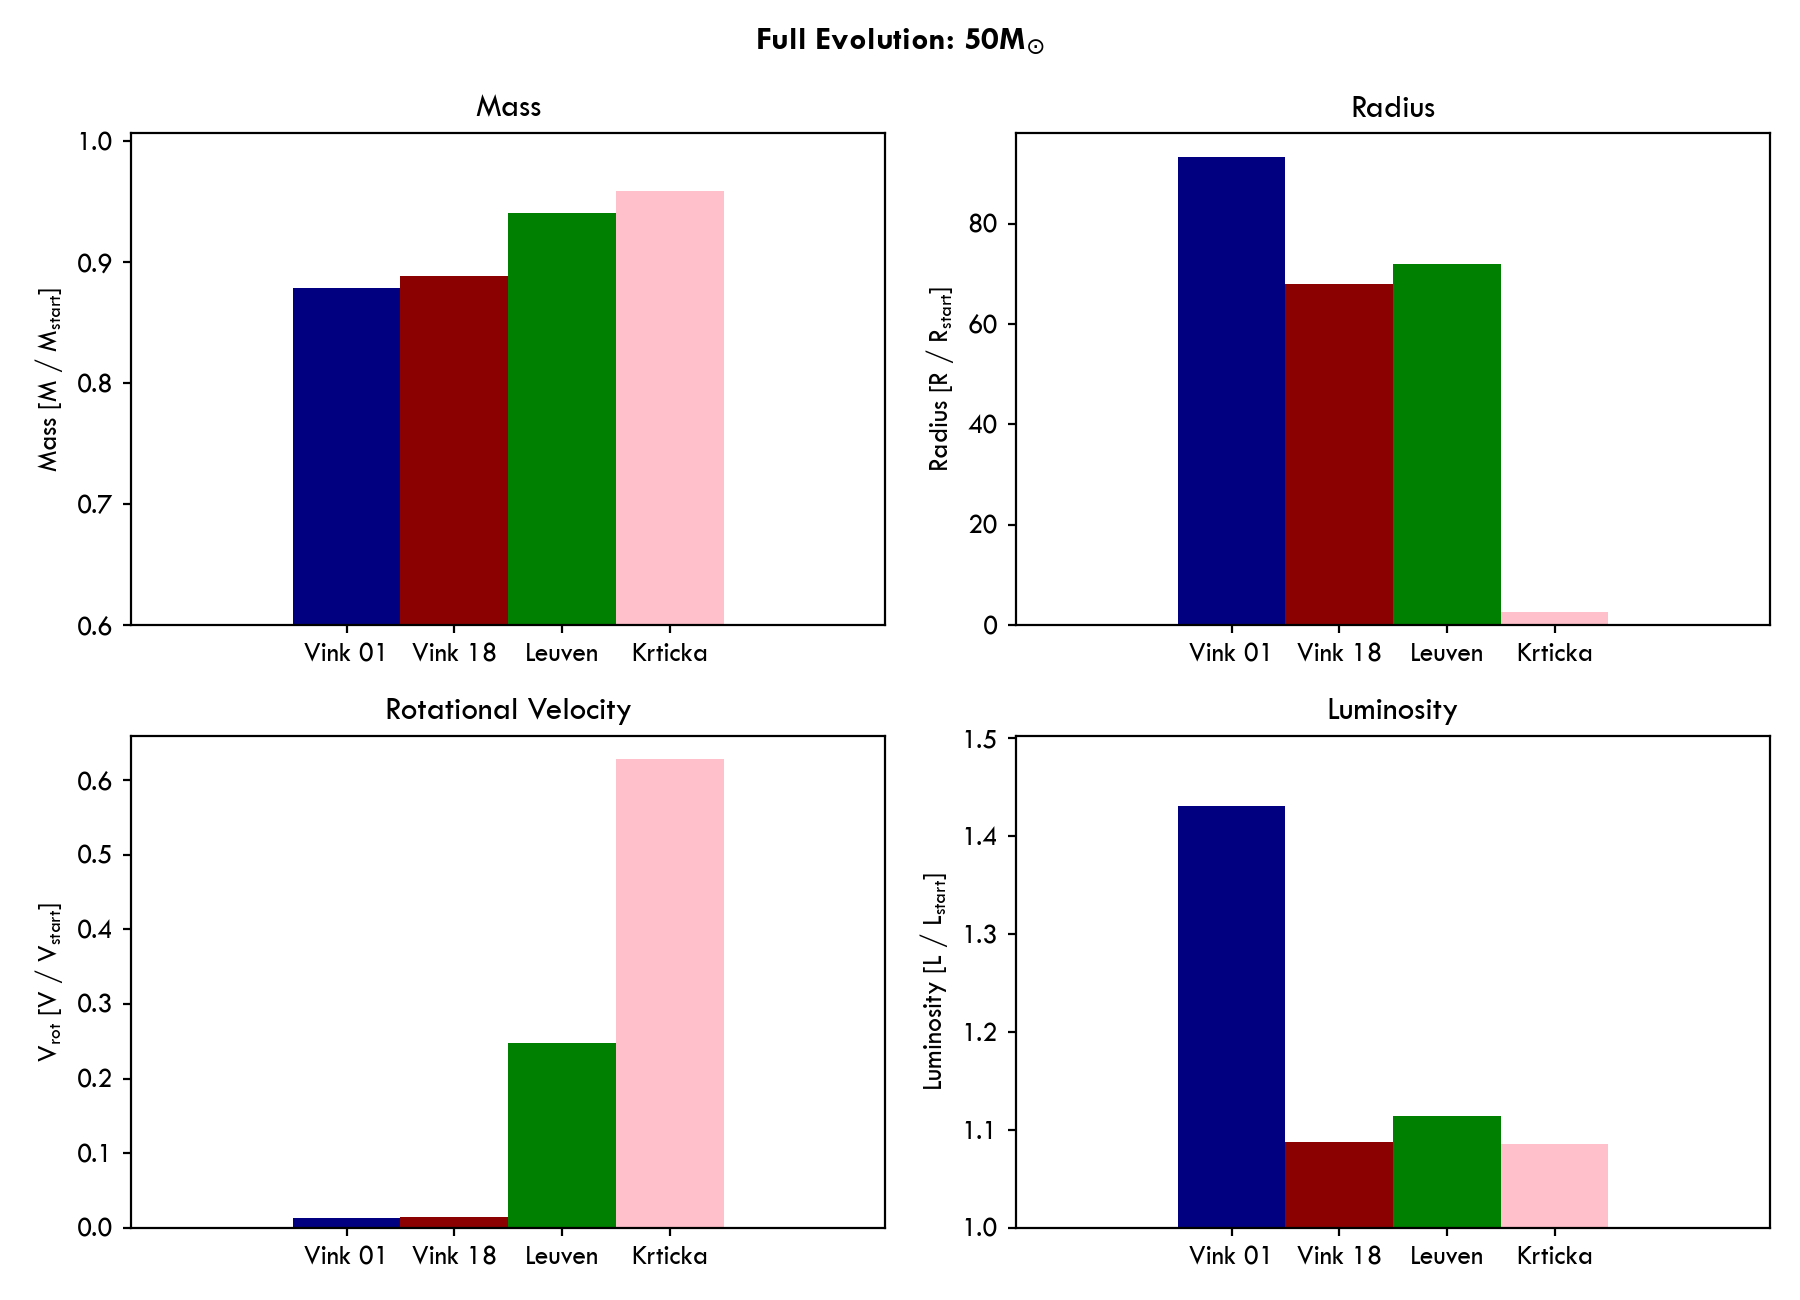 Full Evolution: 50M☉
Mass
Mass [M / Mstart]
1.0
0.9
0.8
0.7
0.6
Vink 01 Vink 18 Leuven Krticka
Radius
Radius [R / Rstart]
80
60
40
20
0
Vink 01 Vink 18 Leuven Krticka
Rotational Velocity
Vrot [V / Vstart]
0.6
0.5
0.4
0.3
0.2
0.1
0.0
Vink 01 Vink 18 Leuven Krticka
Luminosity
Luminosity [L / Lstart]
1.5
1.4
1.3
1.2
1.1
1.0
Vink 01 Vink 18 Leuven Krticka